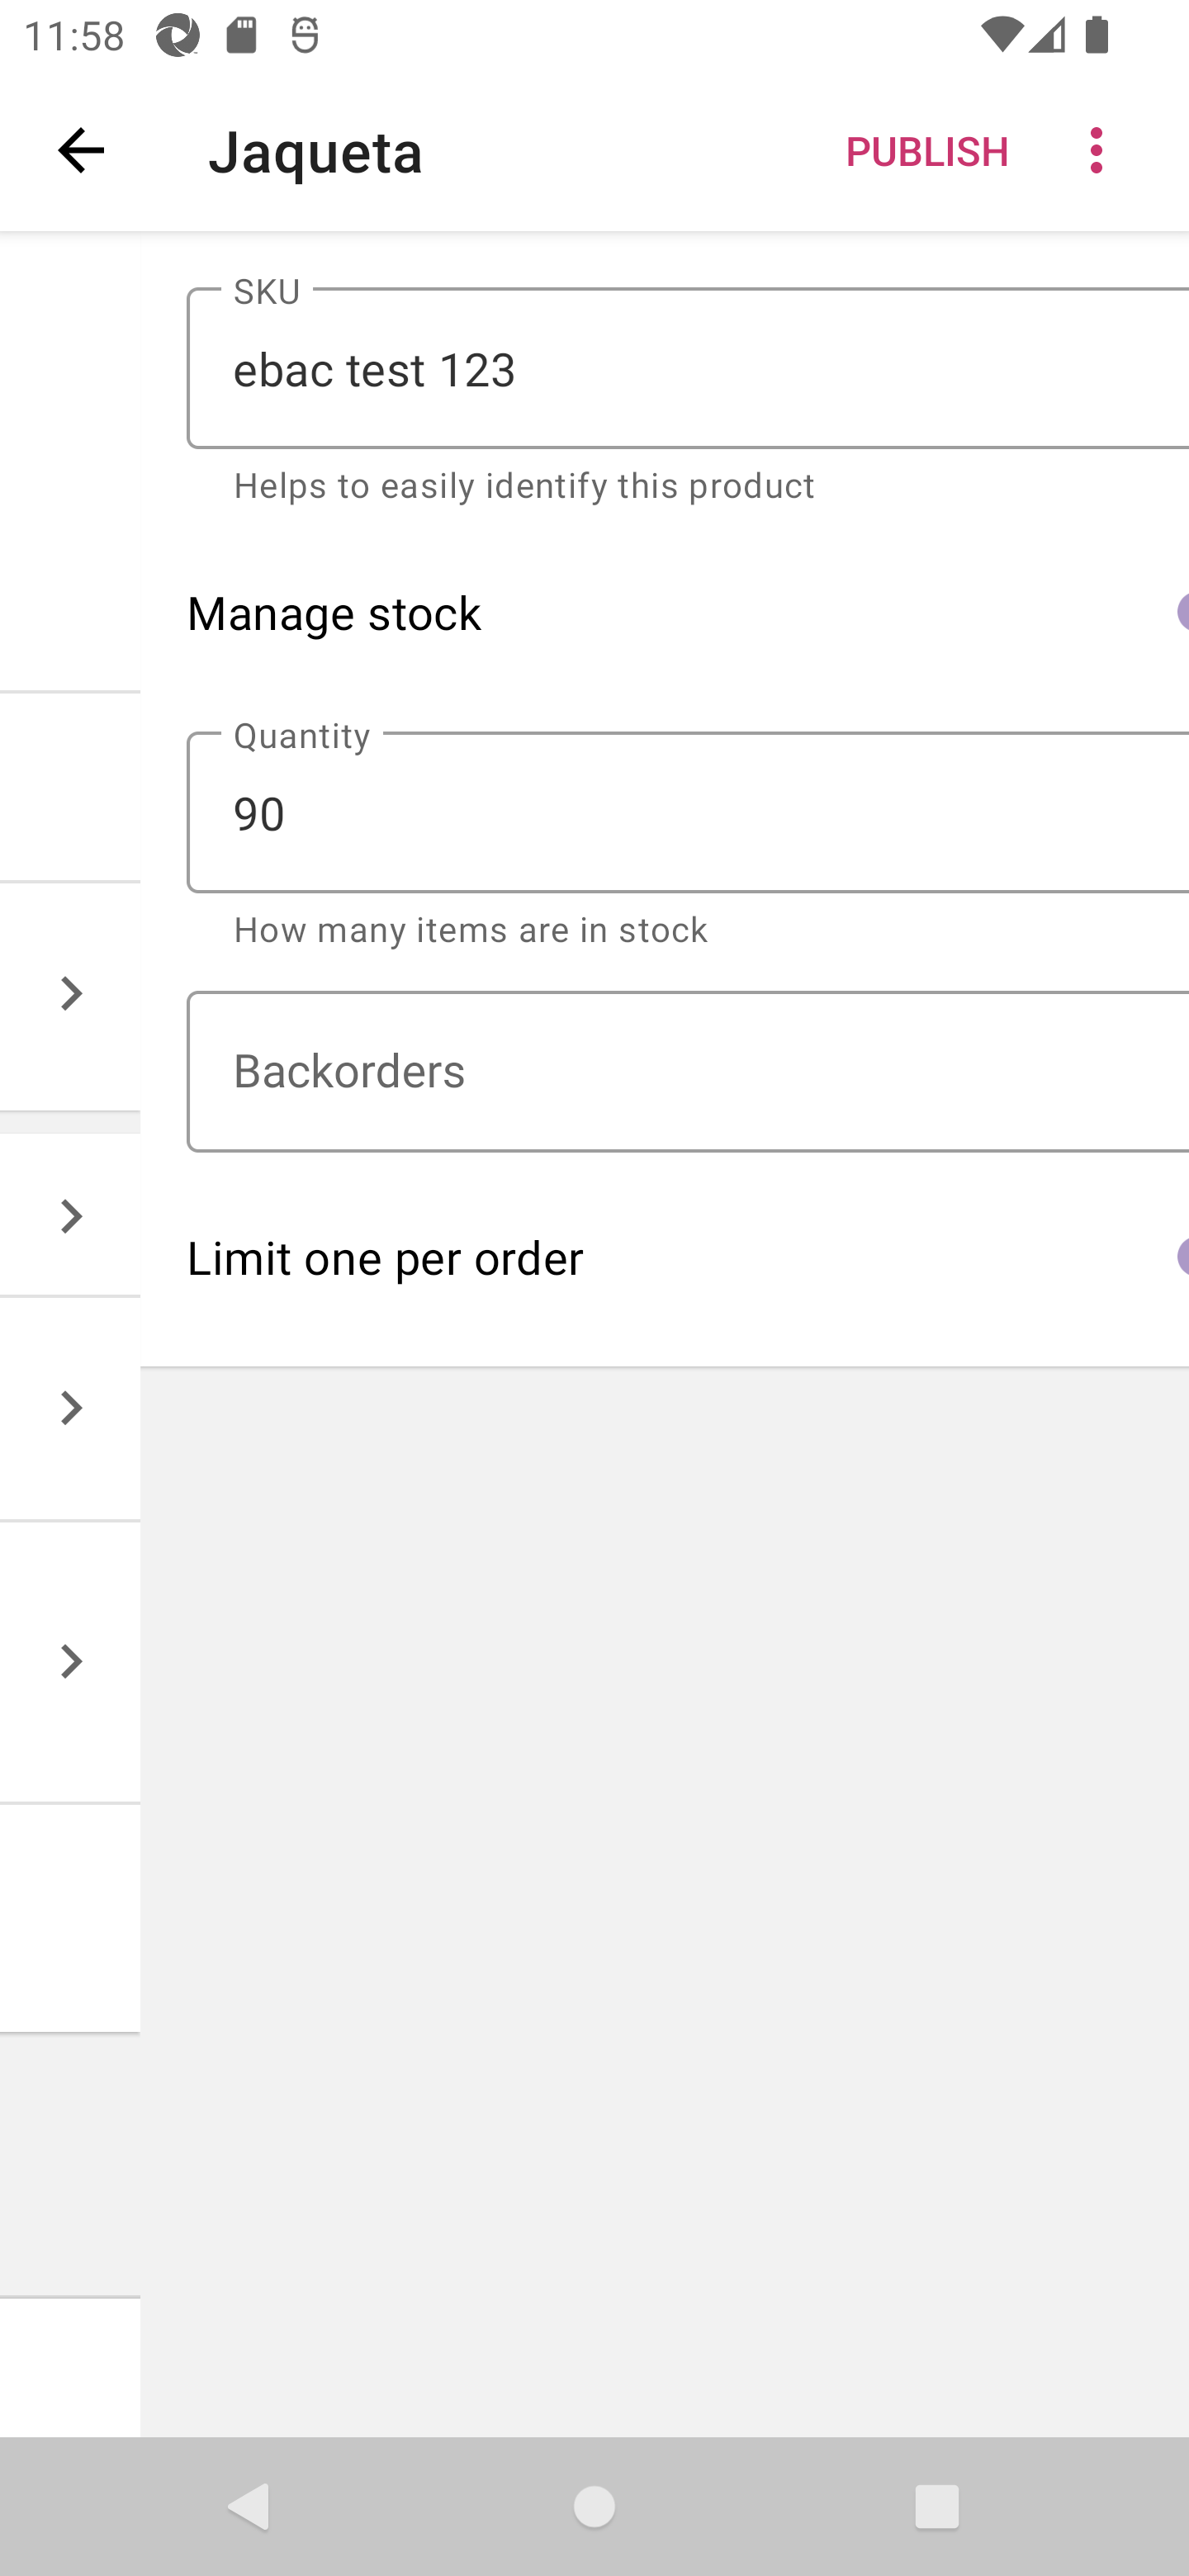 11:58
Jaqueta
PUBLISH
SKU
ebac test 123
Helps to easily identify this product
Manage stock
Quantity
90
How many items are in stock
Backorders
Limit one per order